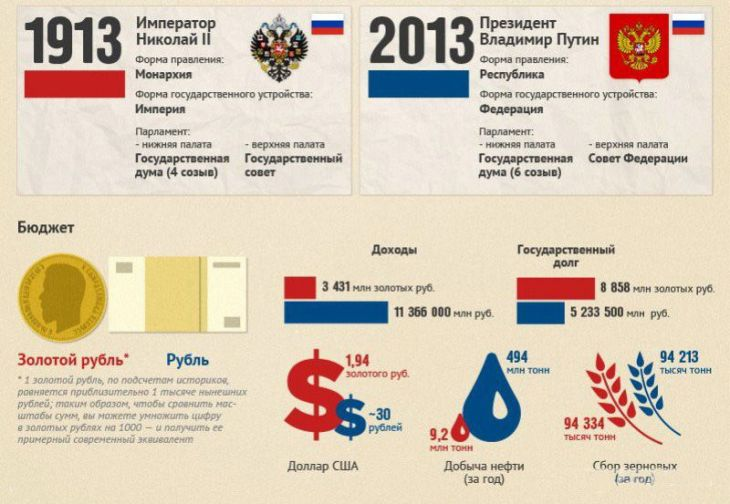 1913
Император
Николай II
Форма правления:
Монархия
Форма государственного устройства:
Империя
Парламент:
- нижняя палата
Государственная
дума (4 созыв)
- верхняя палата
Государственный
совет
2013
Президент
Владимир Путин
Форма правления:
Республика
Форма государственного устройства:
Федерация
Парламент:
- нижняя палата
Государственная
дума (6 созыв)
- верхняя палата
Совет Федерации
Бюджет
Золотой рубль*
Рубль
* 1 золотой рубль, по подсчетам историков,
равняется приблизительно 1 тысяче нынешних
рублей; таким образом, чтобы сравнить мас-
штабы сумм, вы можете умножить цифру
в золотых рублях на 1000 — и получить ее
примерный современный эквивалент
Доходы
3 431 млн золотых руб.
11 366 000 млн руб.
Государственный
долг
8 858 млн золотых руб.
5 233 500 млн руб.
1,94
золотого руб.
~30
рублей
Доллар США
494
млн тонн
9,2
млн тонн
Добыча нефти
(за год)
94 213
тысяч тонн
94 334
тысяч тонн
Сбор зерновых
(за год)